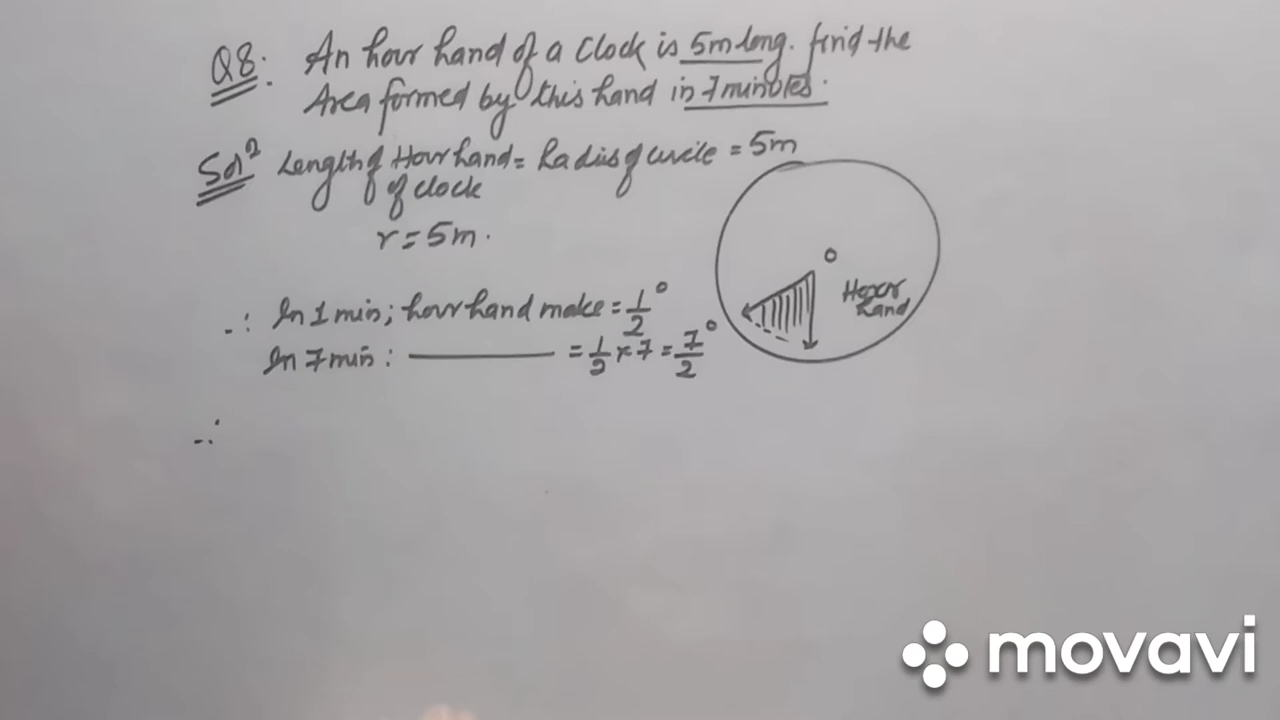 Q8: An hour hand of a clock is 5m long. find the
Area formed by this hand in 7 minutes.
Solⁿ Length of Hour hand = Radius of circle = 5m
of clock
r = 5m.
O
Hour
hand
∴ In 1 min; hour hand make = 1/2°
In 7 min: ———— = 1/2 × 7 = 7/2°
∴
movavi